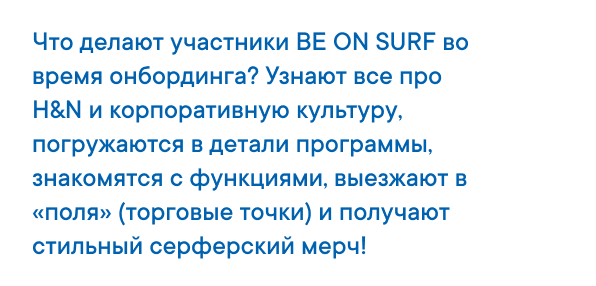 Что делают участники BE ON SURF во
время онбординга? Узнают все про
H&N и корпоративную культуру,
погружаются в детали программы,
знакомятся с функциями, выезжают в
«поля» (торговые точки) и получают
стильный серферский мерч!